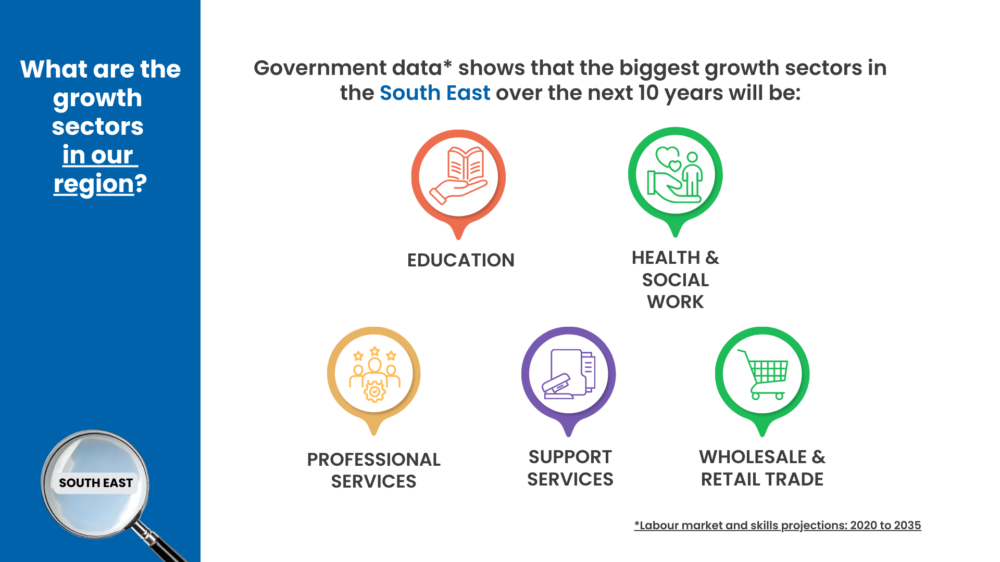 What are the
growth
sectors
in our
region?
SOUTH EAST
Government data* shows that the biggest growth sectors in
the South East over the next 10 years will be:
EDUCATION
HEALTH &
SOCIAL
WORK
PROFESSIONAL
SERVICES
SUPPORT
SERVICES
WHOLESALE &
RETAIL TRADE
*Labour market and skills projections: 2020 to 2035